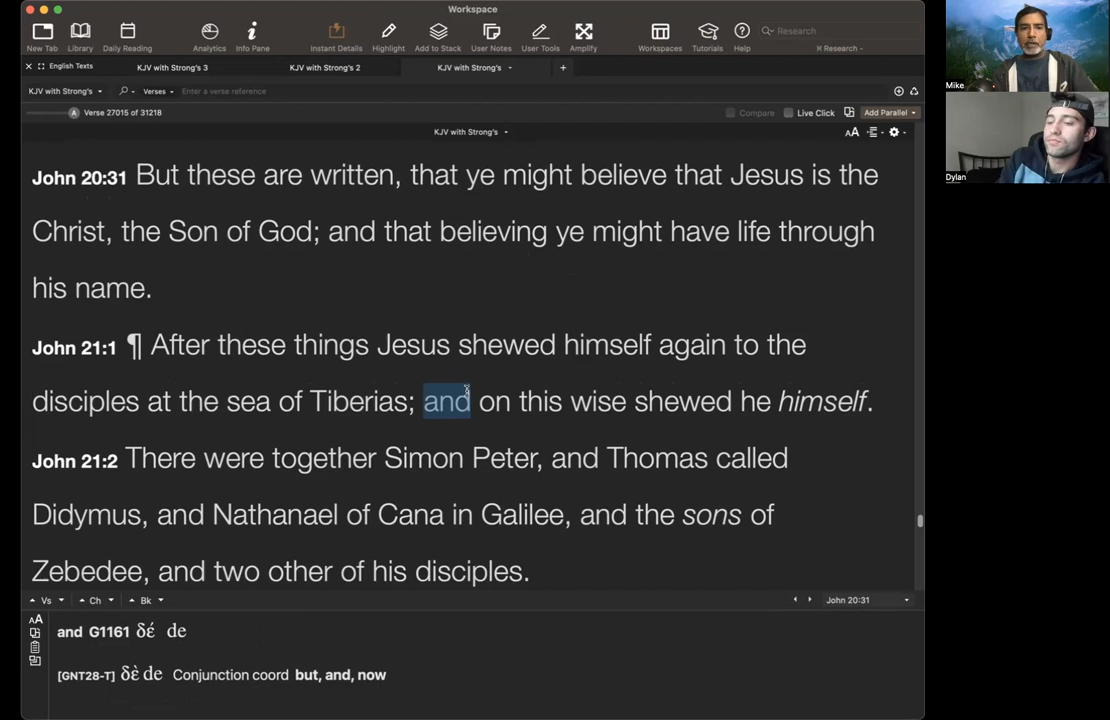 Workspace
New Tab Library Daily Reading Analytics Info Pane Instant Details Highlight Add to Stack User Notes User Tools Amplify Workspaces Tutorials Help Research
⌘ Research
English Texts KJV with Strong's 3 KJV with Strong's 2 KJV with Strong's +
KJV with Strong's Verses Enter a verse reference
A Verse 27015 of 31218 Compare Live Click Add Parallel
KJV with Strong's AA
John 20:31 But these are written, that ye might believe that Jesus is the
Christ, the Son of God; and that believing ye might have life through
his name.
John 21:1 ¶ After these things Jesus shewed himself again to the
disciples at the sea of Tiberias; and on this wise shewed he himself.
John 21:2 There were together Simon Peter, and Thomas called
Didymus, and Nathanael of Cana in Galilee, and the sons of
Zebedee, and two other of his disciples.
Vs Ch Bk John 20:31
AA
and G1161 δέ de
[GNT28-T] δὲ de Conjunction coord but, and, now
Mike
Dylan